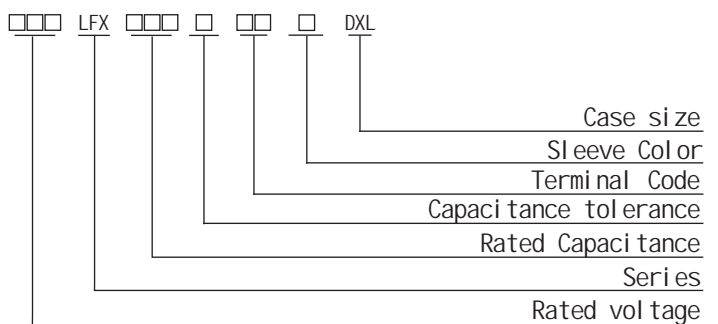 □□□ LFX □□□ □ □□ □ DXL
Case size
Sleeve Color
Terminal Code
Capacitance tolerance
Rated Capacitance
Series
Rated voltage